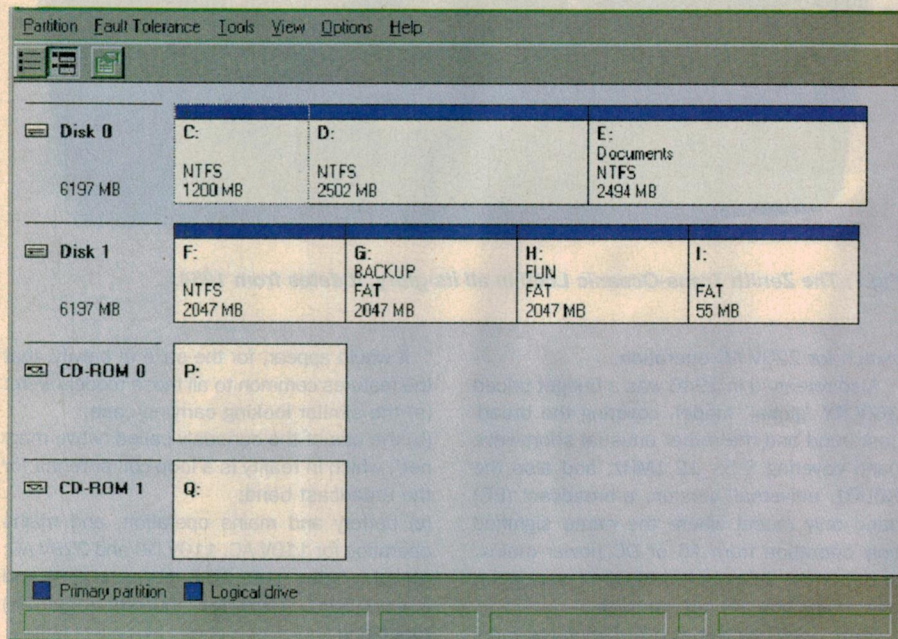 Partition Fault Tolerance Tools View Options Help
Disk 0
6197 MB
C:
NTFS
1200 MB
D:
NTFS
2502 MB
E:
Documents
NTFS
2494 MB
Disk 1
6197 MB
F:
NTFS
2047 MB
G:
BACKUP
FAT
2047 MB
H:
FUN
FAT
2047 MB
I:
FAT
55 MB
CD-ROM 0
P:
CD-ROM 1
Q:
Primary partition Logical drive